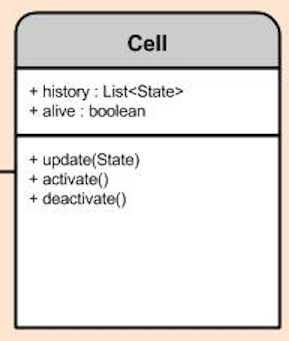 Cell
+ history : List<State>
+ alive : boolean
+ update(State)
+ activate()
+ deactivate()